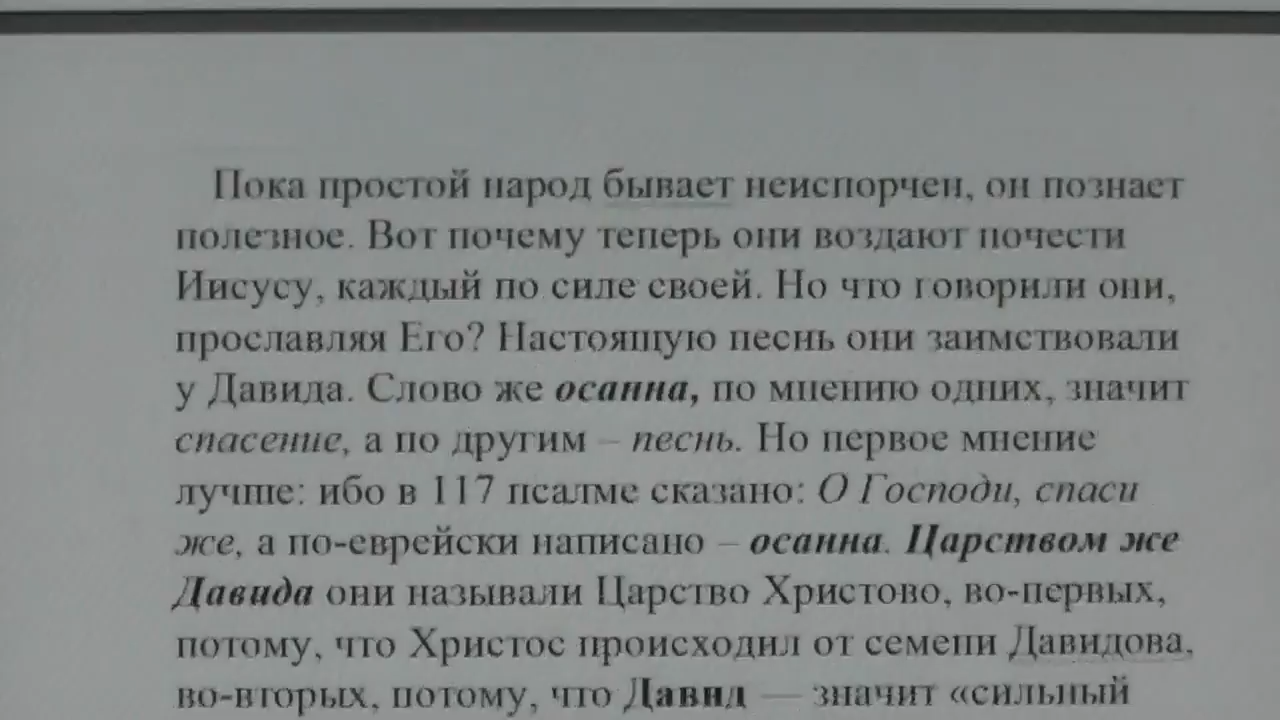 Пока простой народ бывает неиспорчен, он познает
полезное. Вот почему теперь они воздают почести
Иисусу, каждый по силе своей. Но что говорили они,
прославляя Его? Настоящую песнь они заимствовали
у Давида. Слово же осанна, по мнению одних, значит
спасение, а по другим – песнь. Но первое мнение
лучше: ибо в 117 псалме сказано: О Господи, спаси
же, а по-еврейски написано – осанна. Царством же
Давида они называли Царство Христово, во-первых,
потому, что Христос происходил от семени Давидова,
во-вторых, потому, что Давид — значит «сильный